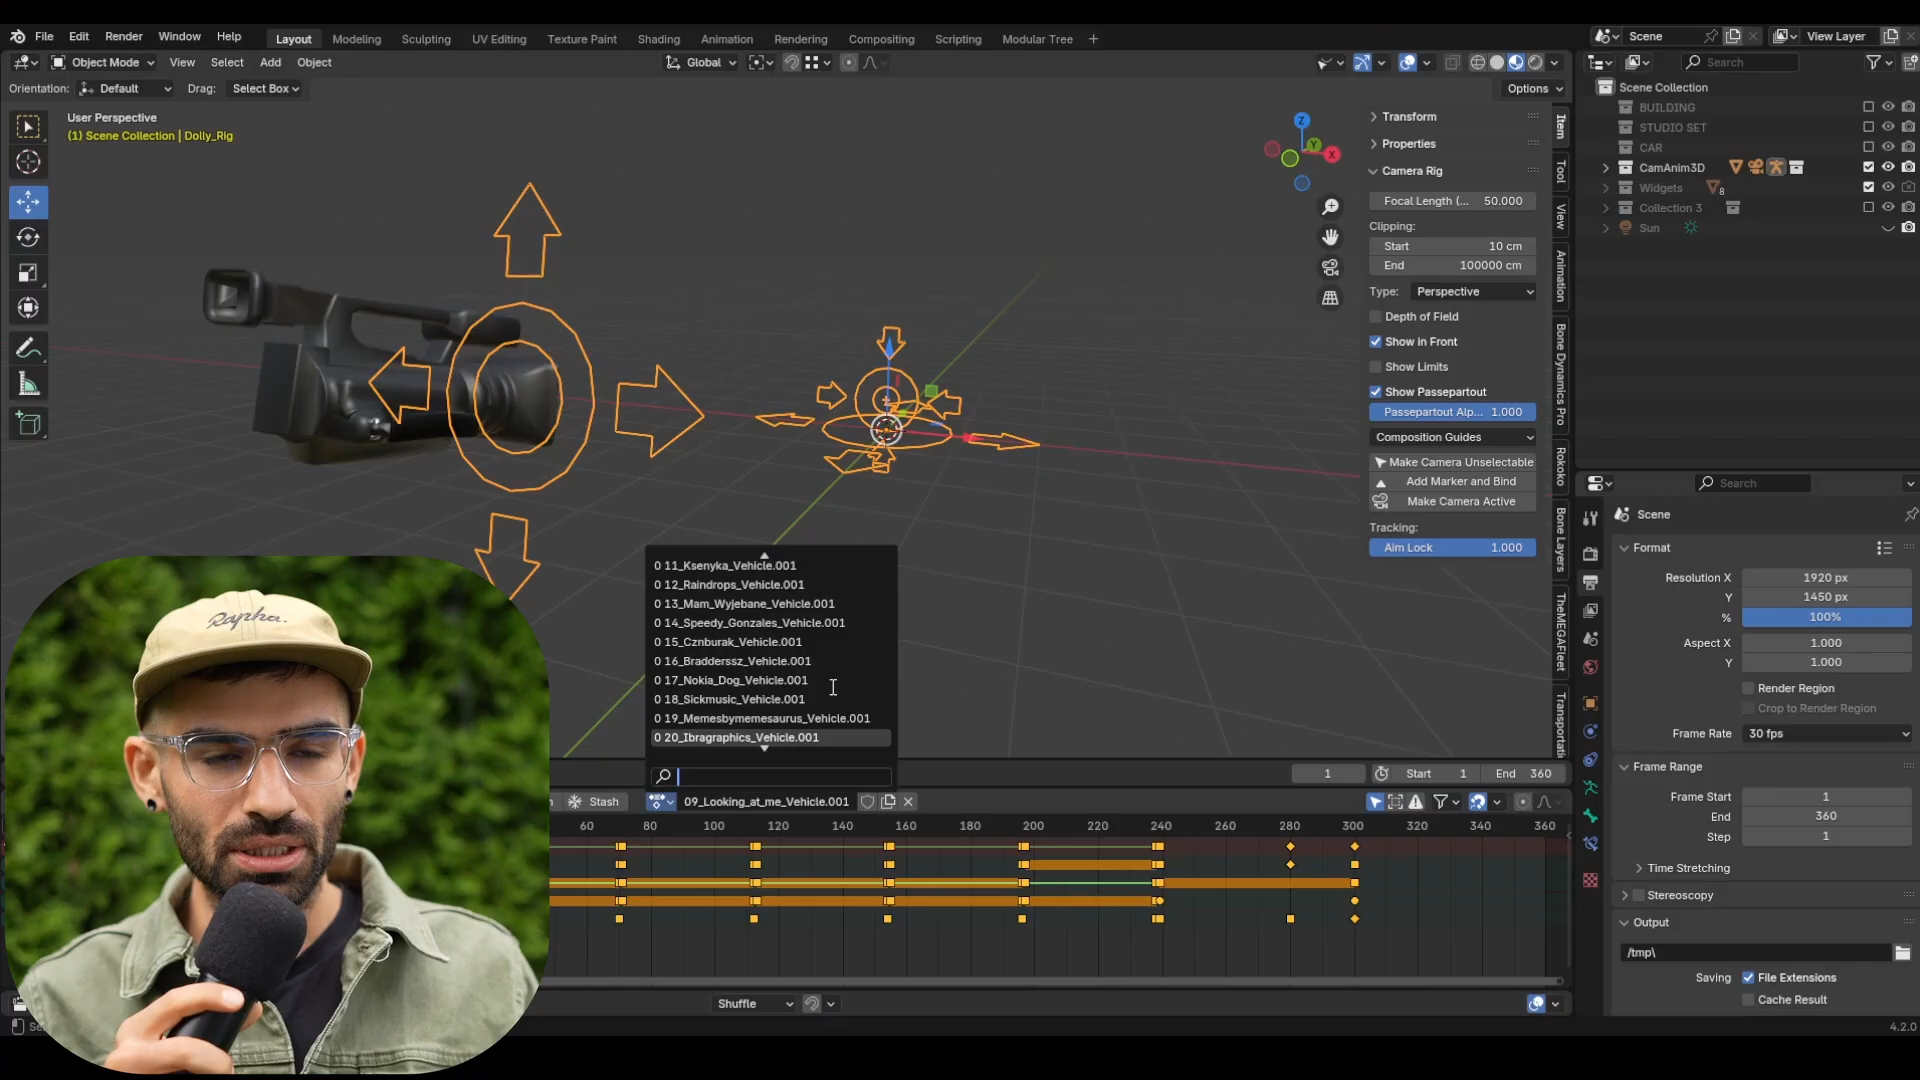 File Edit Render Window Help
Layout Modeling Sculpting UV Editing Texture Paint Shading Animation Rendering Compositing Scripting Modular Tree +
Scene
View Layer
Object Mode View Select Add Object
Global
Search
Orientation: Default Drag: Select Box
Options
Scene Collection
BUILDING
STUDIO SET
CAR
CamAnim3D
Widgets 8
Collection 3
Sun
User Perspective
(1) Scene Collection | Dolly_Rig
Z
Y
X
Transform
Properties
Camera Rig
Focal Length (... 50.000
Clipping:
Start 10 cm
End 100000 cm
Type: Perspective
Depth of Field
Show in Front
Show Limits
Show Passepartout
Passepartout Alp... 1.000
Composition Guides
Make Camera Unselectable
Add Marker and Bind
Make Camera Active
Tracking:
Aim Lock 1.000
Item
Tool
View
Animation
Bone Dynamics Pro
Rokoko
Bone Layers
TheMEGAFleet
Transportati
0 11_Ksenyka_Vehicle.001
0 12_Raindrops_Vehicle.001
0 13_Mam_Wyjebane_Vehicle.001
0 14_Speedy_Gonzales_Vehicle.001
0 15_Cznburak_Vehicle.001
0 16_Bradderssz_Vehicle.001
0 17_Nokia_Dog_Vehicle.001
0 18_Sickmusic_Vehicle.001
0 19_Memesbymemesaurus_Vehicle.001
0 20_Ibragraphics_Vehicle.001
1 Start 1 End 360
Stash
09_Looking_at_me_Vehicle.001
60 80 100 120 140 160 180 200 220 240 260 280 300 320 340 360
Shuffle
Rapha.
Search
Scene
Format
Resolution X 1920 px
Y 1450 px
% 100%
Aspect X 1.000
Y 1.000
Render Region
Crop to Render Region
Frame Rate 30 fps
Frame Range
Frame Start 1
End 360
Step 1
Time Stretching
Stereoscopy
Output
/tmp\
Saving File Extensions
Cache Result
4.2.0